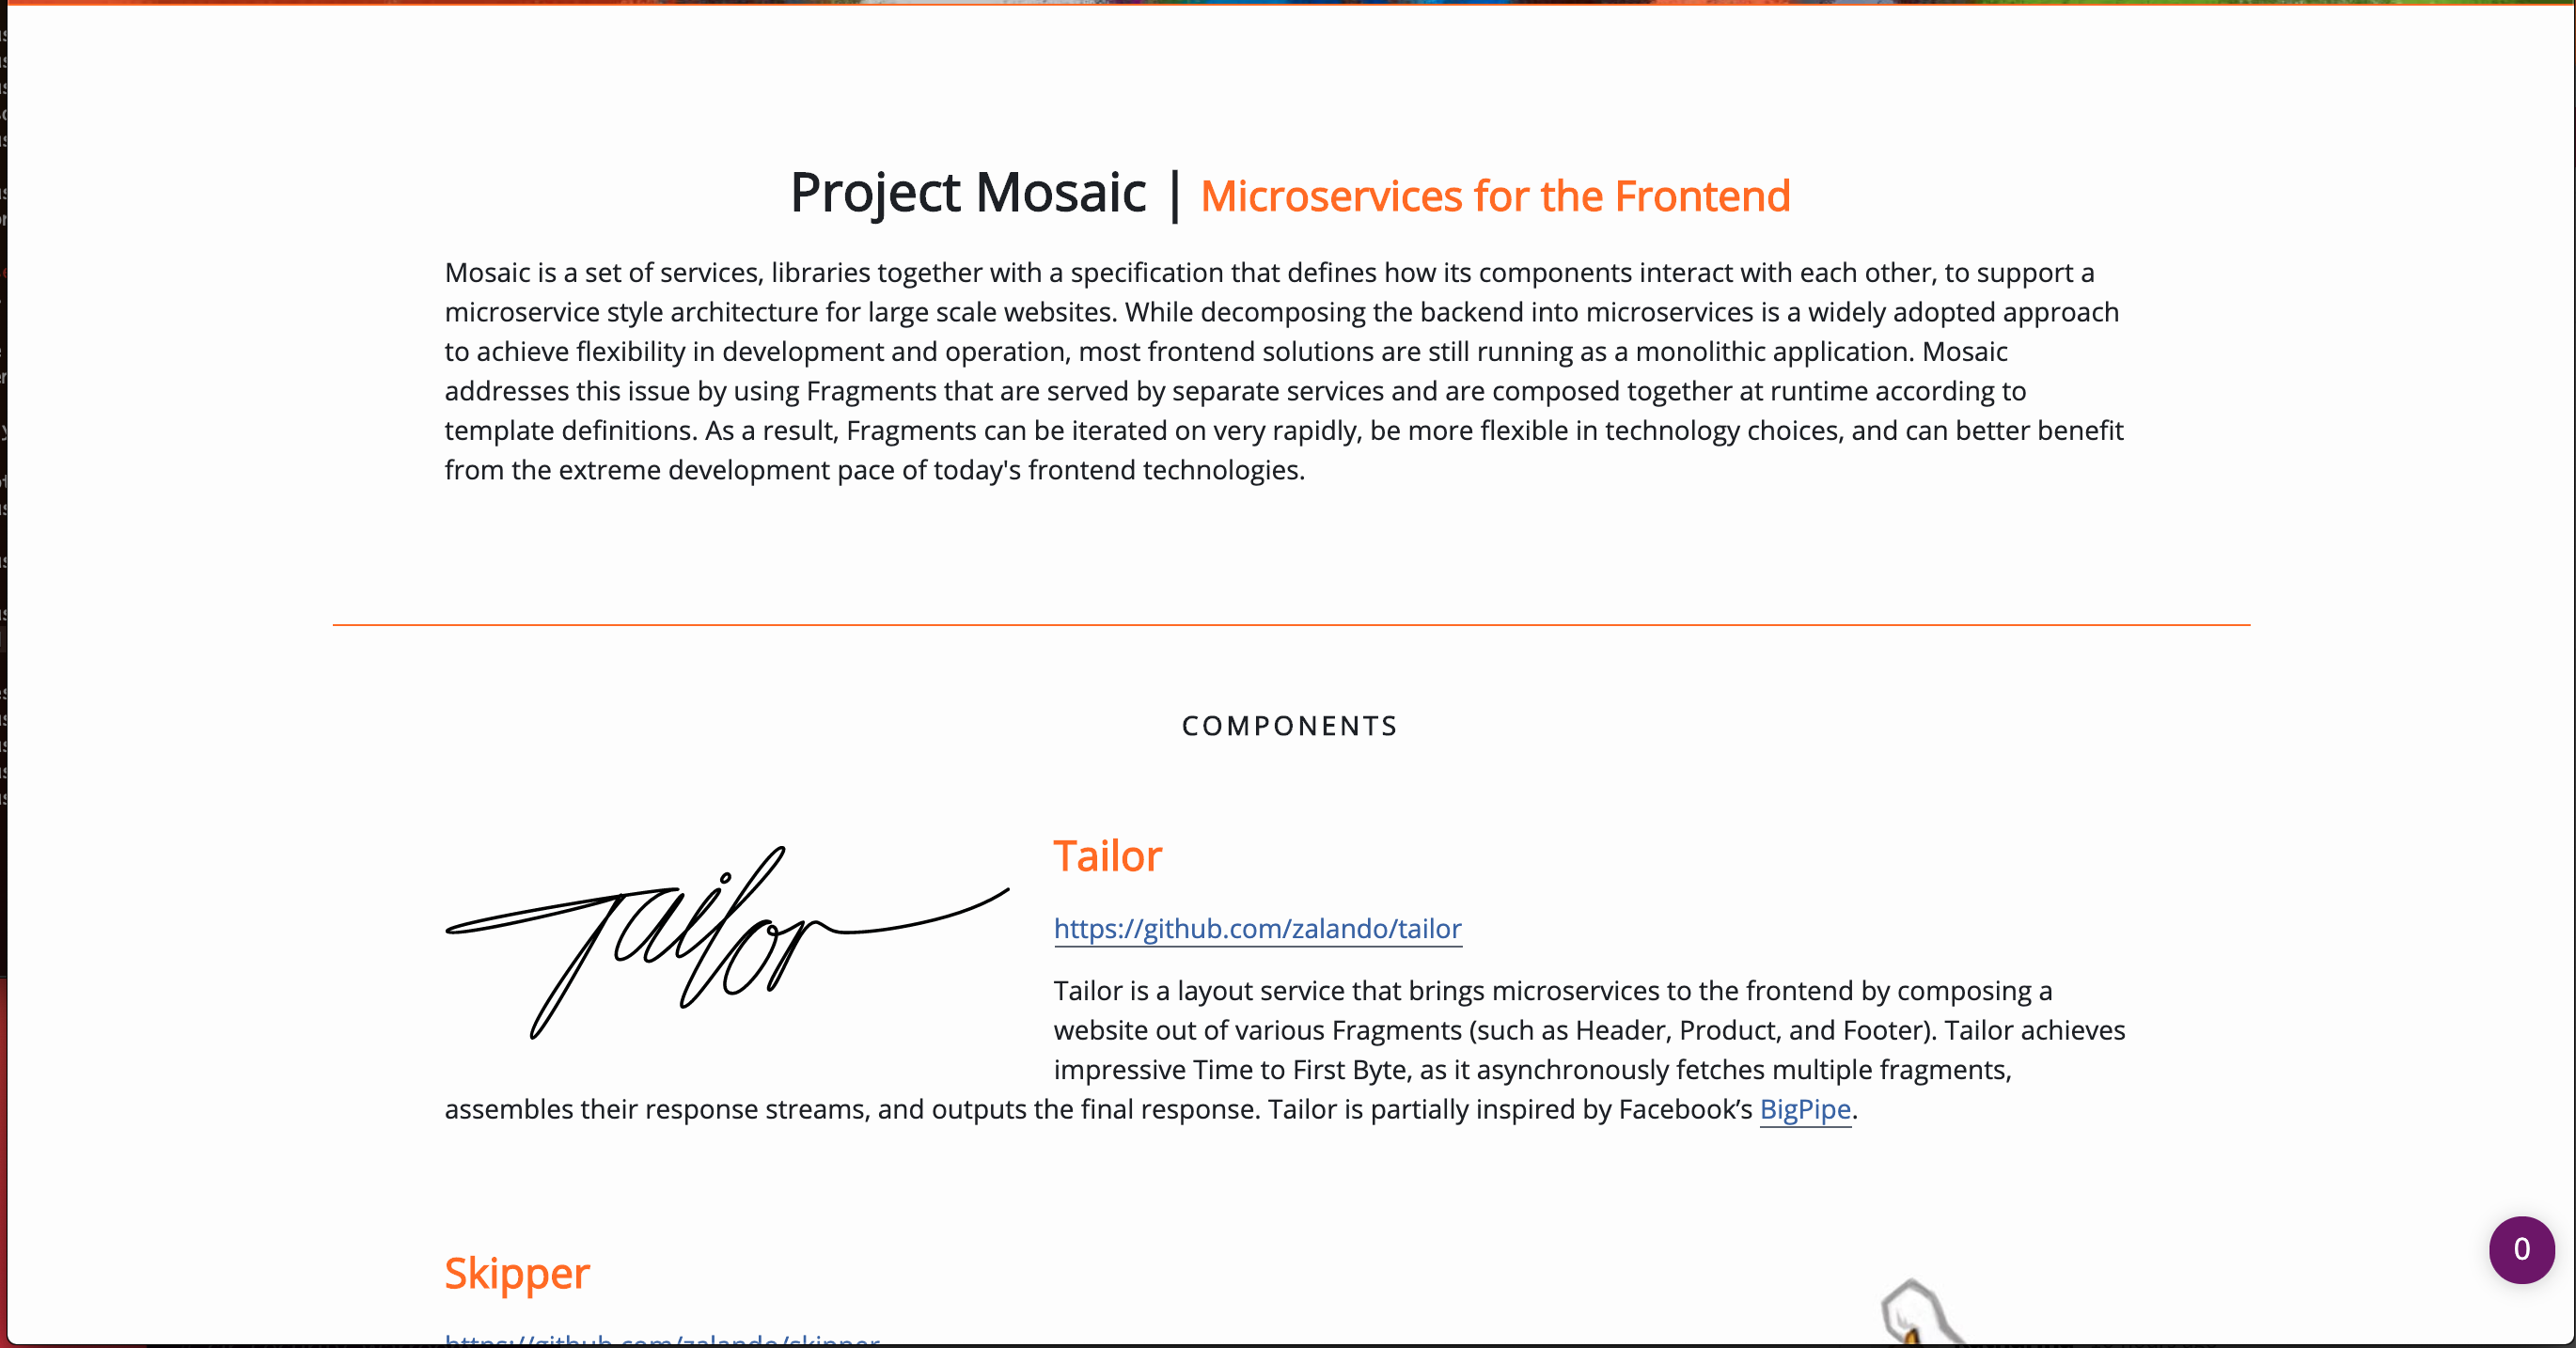 Project Mosaic | Microservices for the Frontend
Mosaic is a set of services, libraries together with a specification that defines how its components interact with each other, to support a
microservice style architecture for large scale websites. While decomposing the backend into microservices is a widely adopted approach
to achieve flexibility in development and operation, most frontend solutions are still running as a monolithic application. Mosaic
addresses this issue by using Fragments that are served by separate services and are composed together at runtime according to
template definitions. As a result, Fragments can be iterated on very rapidly, be more flexible in technology choices, and can better benefit
from the extreme development pace of today's frontend technologies.
COMPONENTS
Tailor
Tailor
https://github.com/zalando/tailor
Tailor is a layout service that brings microservices to the frontend by composing a
website out of various Fragments (such as Header, Product, and Footer). Tailor achieves
impressive Time to First Byte, as it asynchronously fetches multiple fragments,
assembles their response streams, and outputs the final response. Tailor is partially inspired by Facebook’s BigPipe.
0
Skipper
https://github.com/zalando/skipper